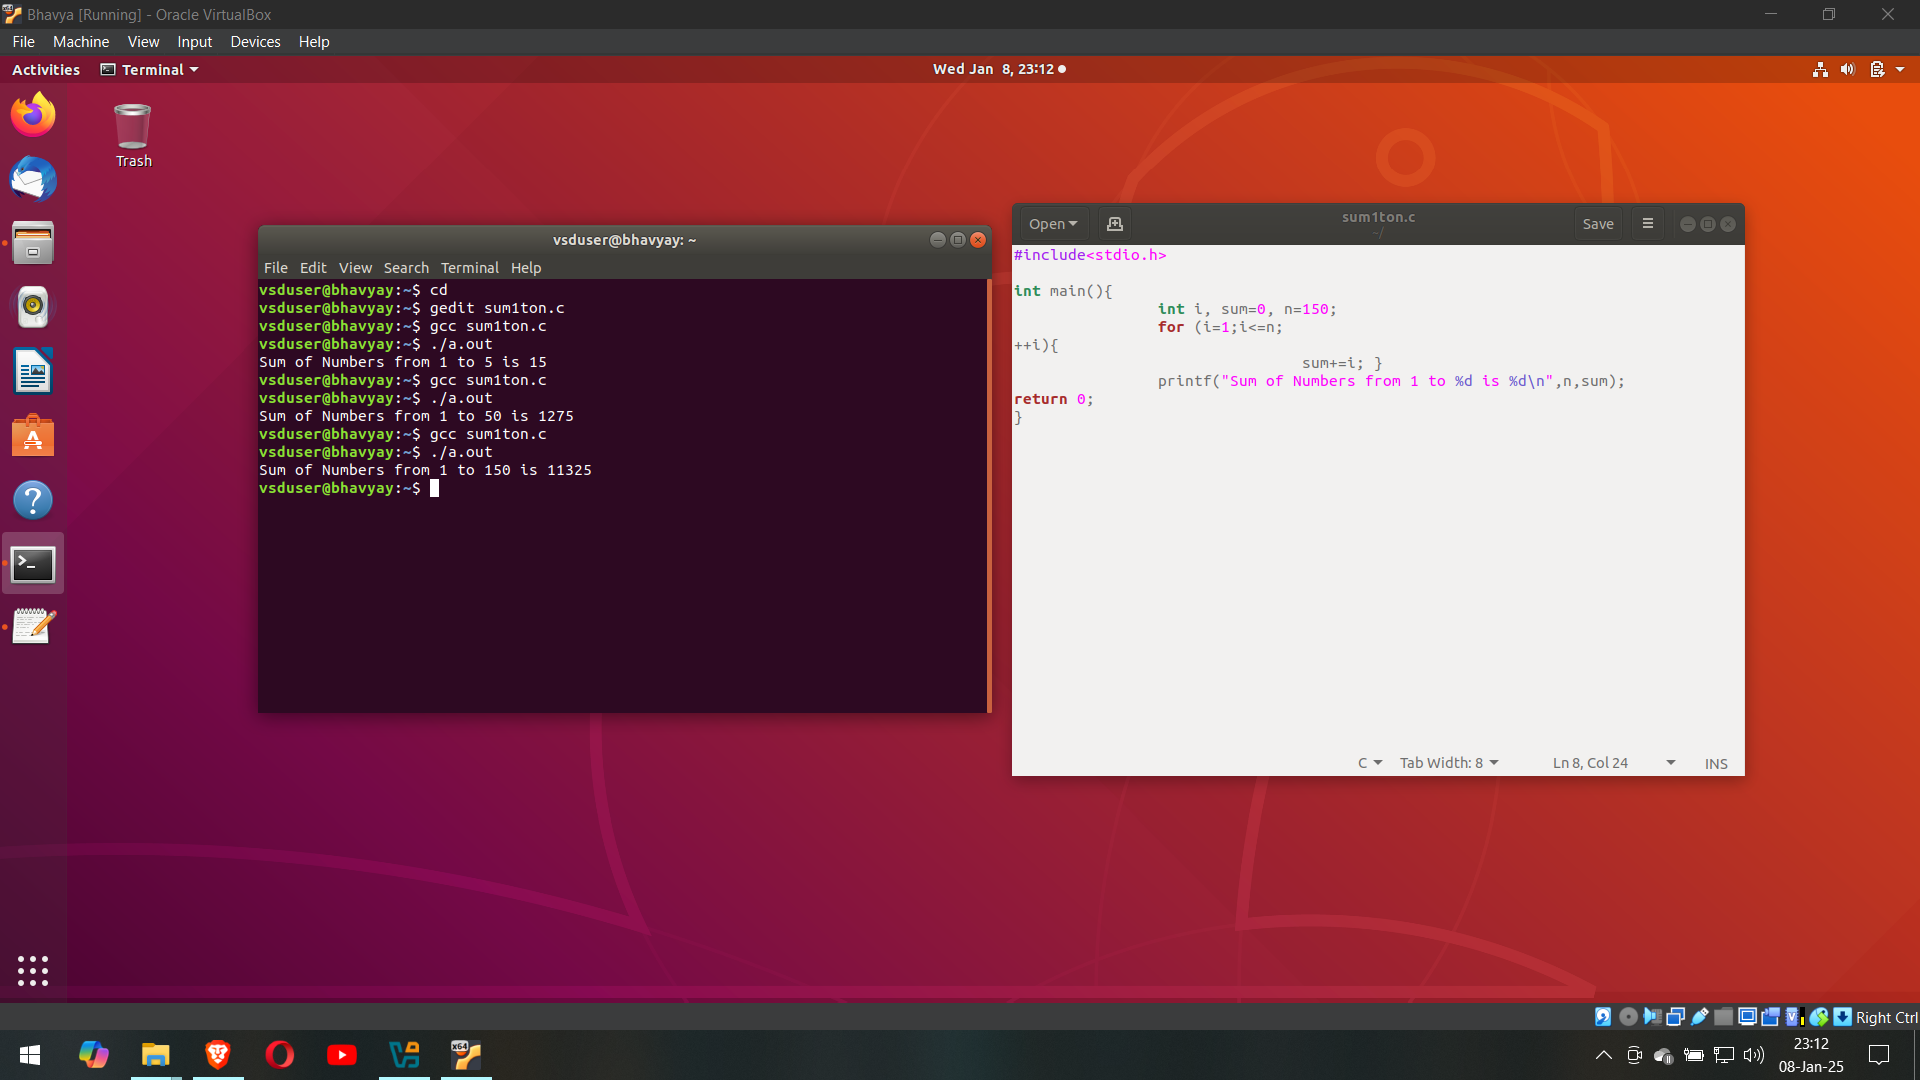 Bhavya [Running] - Oracle VirtualBox
File Machine View Input Devices Help
Activities Terminal Wed Jan 8, 23:12
Trash
vsduser@bhavyay: ~
File Edit View Search Terminal Help
vsduser@bhavyay:~$ cd
vsduser@bhavyay:~$ gedit sum1ton.c
vsduser@bhavyay:~$ gcc sum1ton.c
vsduser@bhavyay:~$ ./a.out
Sum of Numbers from 1 to 5 is 15
vsduser@bhavyay:~$ gcc sum1ton.c
vsduser@bhavyay:~$ ./a.out
Sum of Numbers from 1 to 50 is 1275
vsduser@bhavyay:~$ gcc sum1ton.c
vsduser@bhavyay:~$ ./a.out
Sum of Numbers from 1 to 150 is 11325
vsduser@bhavyay:~$
Open sum1ton.c Save
~/
#include<stdio.h>
int main(){
int i, sum=0, n=150;
for (i=1;i<=n;
++i){
sum+=i; }
printf("Sum of Numbers from 1 to %d is %d\n",n,sum);
return 0;
}
C Tab Width: 8 Ln 8, Col 24 INS
Right Ctrl
x64
23:12
08-Jan-25